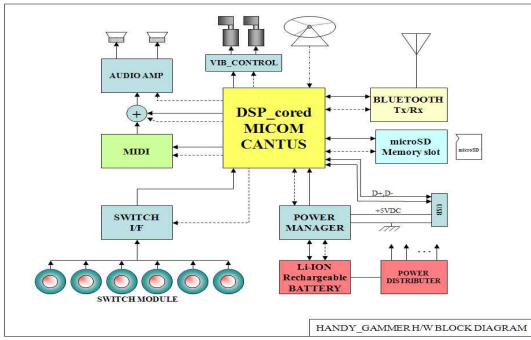 VIB_CONTROL
AUDIO AMP
+
MIDI
DSP_cored
MICOM
CANTUS
BLUETOOTH
Tx/Rx
microSD
Memory slot
microSD
D+,D-
+5VDC
USB
SWITCH
I/F
POWER
MANAGER
Li-ION
Rechargeable
BATTERY
POWER
DISTRIBUTER
SWITCH MODULE
HANDY_GAMMER H/W BLOCK DIAGRAM